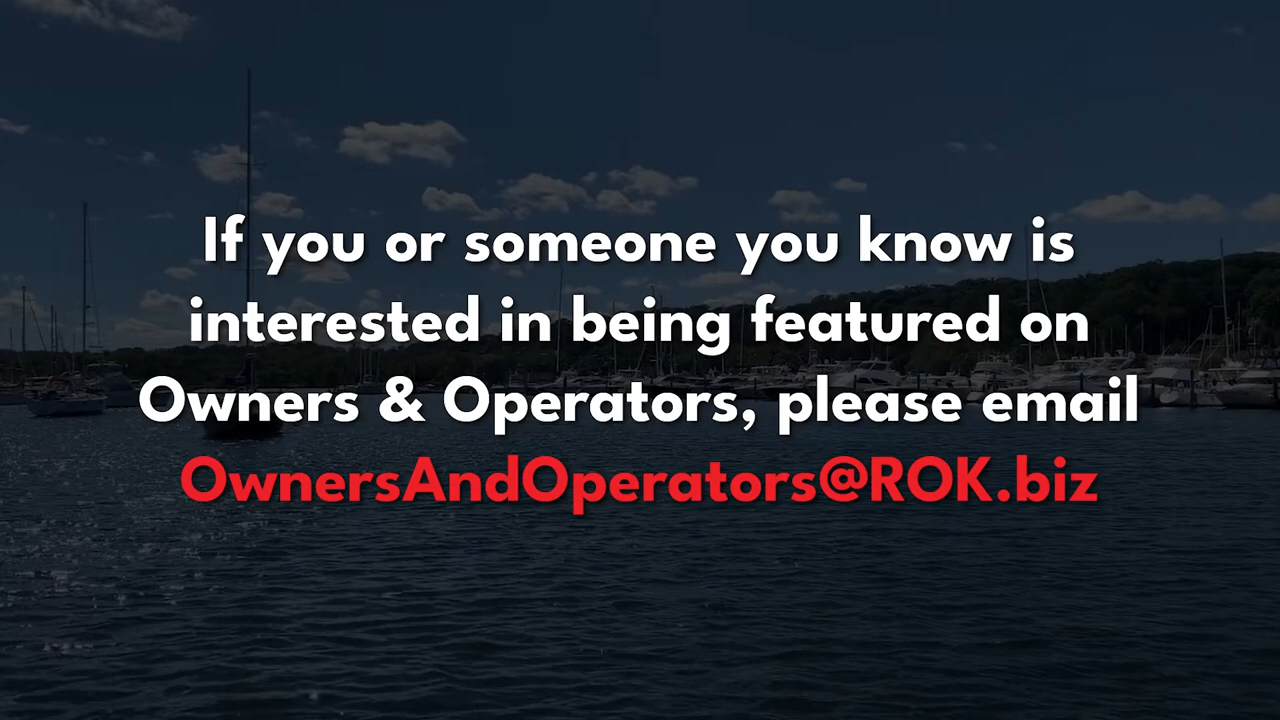 If you or someone you know is
interested in being featured on
Owners & Operators, please email
OwnersAndOperators@ROK.biz